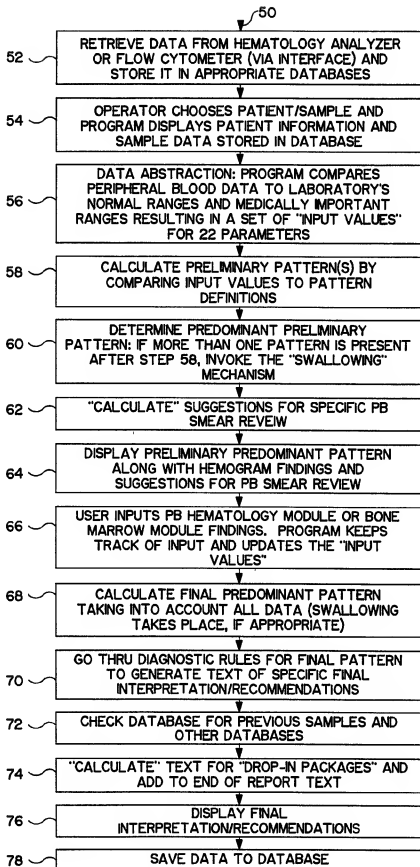 50
52
RETRIEVE DATA FROM HEMATOLOGY ANALYZER
OR FLOW CYTOMETER (VIA INTERFACE) AND
STORE IT IN APPROPRIATE DATABASES
54
OPERATOR CHOOSES PATIENT/SAMPLE AND
PROGRAM DISPLAYS PATIENT INFORMATION AND
SAMPLE DATA STORED IN DATABASE
56
DATA ABSTRACTION: PROGRAM COMPARES
PERIPHERAL BLOOD DATA TO LABORATORY'S
NORMAL RANGES AND MEDICALLY IMPORTANT
RANGES RESULTING IN A SET OF "INPUT VALUES"
FOR 22 PARAMETERS
58
CALCULATE PRELIMINARY PATTERN(S) BY
COMPARING INPUT VALUES TO PATTERN
DEFINITIONS
60
DETERMINE PREDOMINANT PRELIMINARY
PATTERN: IF MORE THAN ONE PATTERN IS PRESENT
AFTER STEP 58, INVOKE THE "SWALLOWING"
MECHANISM
62
"CALCULATE" SUGGESTIONS FOR SPECIFIC PB
SMEAR REVEIW
64
DISPLAY PRELIMINARY PREDOMINANT PATTERN
ALONG WITH HEMOGRAM FINDINGS AND
SUGGESTIONS FOR PB SMEAR REVIEW
66
USER INPUTS PB HEMATOLOGY MODULE OR BONE
MARROW MODULE FINDINGS. PROGRAM KEEPS
TRACK OF INPUT AND UPDATES THE "INPUT
VALUES"
68
CALCULATE FINAL PREDOMINANT PATTERN
TAKING INTO ACCOUNT ALL DATA (SWALLOWING
TAKES PLACE, IF APPROPRIATE)
70
GO THRU DIAGNOSTIC RULES FOR FINAL PATTERN
TO GENERATE TEXT OF SPECIFIC FINAL
INTERPRETATION/RECOMMENDATIONS
72
CHECK DATABASE FOR PREVIOUS SAMPLES AND
OTHER DATABASES
74
"CALCULATE" TEXT FOR "DROP-IN PACKAGES" AND
ADD TO END OF REPORT TEXT
76
DISPLAY FINAL
INTERPRETATION/RECOMMENDATIONS
78
SAVE DATA TO DATABASE